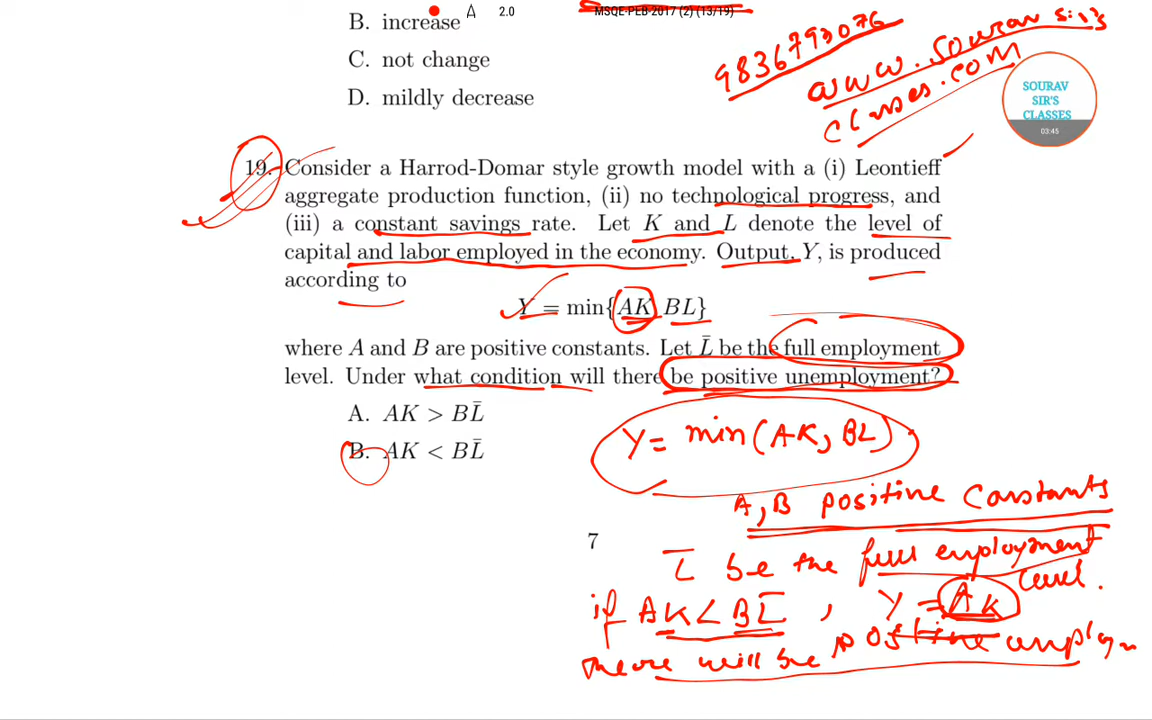 B. increase
A 2.0
MSQE-PEB-2017 (2) (13/19)
C. not change
D. mildly decrease
9836793076
www.souravsirs
classes.com
SOURAV
SIR'S
CLASSES
03:45
19. Consider a Harrod-Domar style growth model with a (i) Leontieff
aggregate production function, (ii) no technological progress, and
(iii) a constant savings rate. Let K and L denote the level of
capital and labor employed in the economy. Output, Y, is produced
according to
Y = min{AK, BL}
where A and B are positive constants. Let L̄ be the full employment
level. Under what condition will there be positive unemployment?
A. AK > BL̄
B. AK < BL̄
Y = min(AK, BL)
A, B positive constants
7
L̄ be the full employment
level.
if AK < BL̄ , Y = AK
there will be positive employm